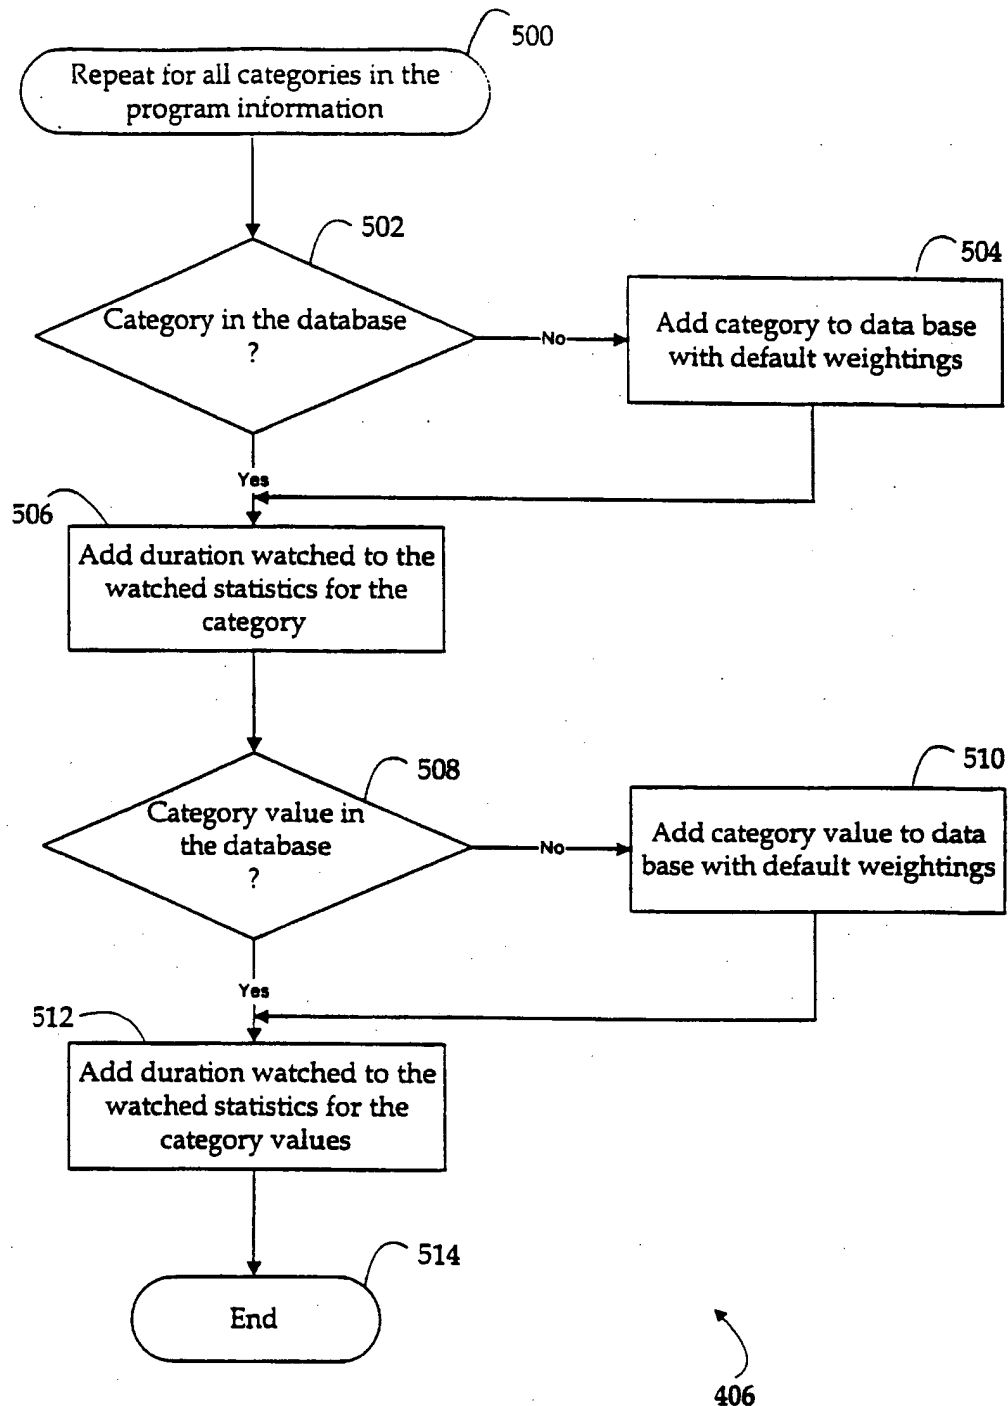 500
Repeat for all categories in the
program information
502
Category in the database
?
No
504
Add category to data base
with default weightings
Yes
506
Add duration watched to the
watched statistics for the
category
508
Category value in
the database
?
No
510
Add category value to data
base with default weightings
Yes
512
Add duration watched to the
watched statistics for the
category values
514
End
406